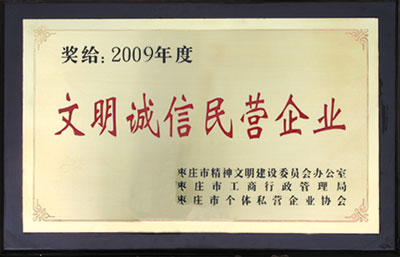 奖给：2009年度
文明诚信民营企业
枣庄市精神文明建设委员会办公室
枣庄市工商行政管理局
枣庄市个体私营企业协会